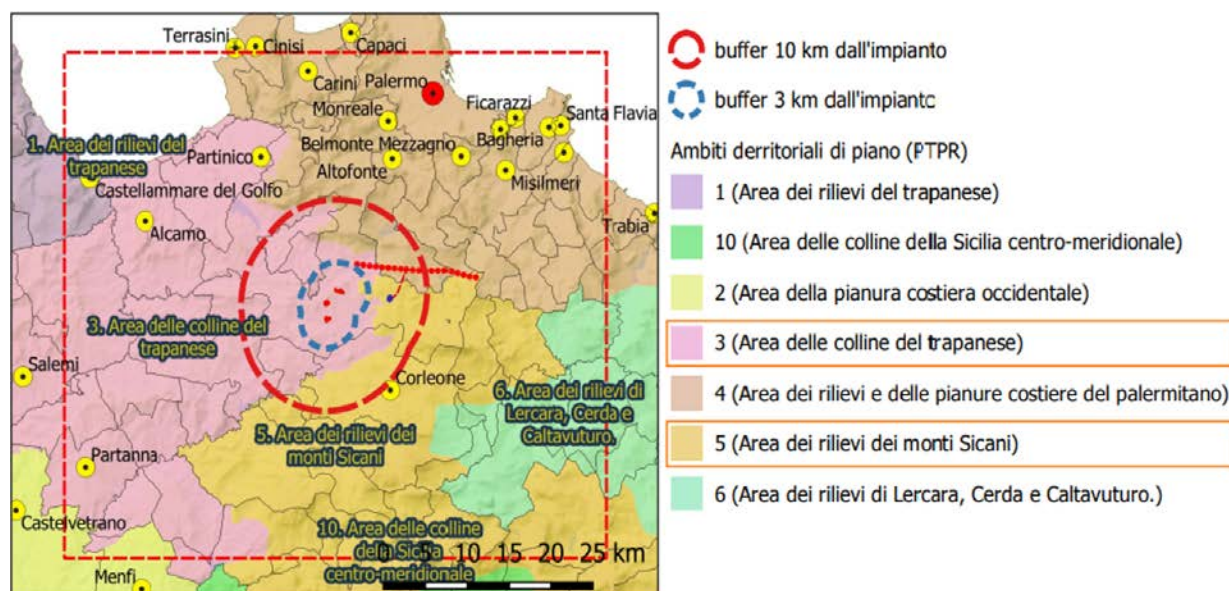 Terrasini
Cinisi
Capaci
Carini
Palermo
Monreale
Ficarazzi
Santa Flavia
1. Area dei rilievi del
trapanese
Partinico
Belmonte Mezzagno
Bagheria
Altofonte
Misilmeri
Castellammare del Golfo
Alcamo
Trabia
3. Area delle colline del
trapanese
Salemi
Corleone
6. Area dei rilievi di
Lercara, Cerda e
Caltavuturo.
5. Area dei rilievi dei
monti Sicani
Partanna
Castelvetrano
10. Area delle colline
della Sicilia
centro-meridionale
Menfi
0 5 10 15 20 25 km
buffer 10 km dall'impianto
buffer 3 km dall'impiantc
Ambiti derritoriali di piano (PTPR)
1 (Area dei rilievi del trapanese)
10 (Area delle colline della Sicilia centro-meridionale)
2 (Area della pianura costiera occidentale)
3 (Area delle colline del trapanese)
4 (Area dei rilievi e delle pianure costiere del palermitano)
5 (Area dei rilievi dei monti Sicani)
6 (Area dei rilievi di Lercara, Cerda e Caltavuturo.)